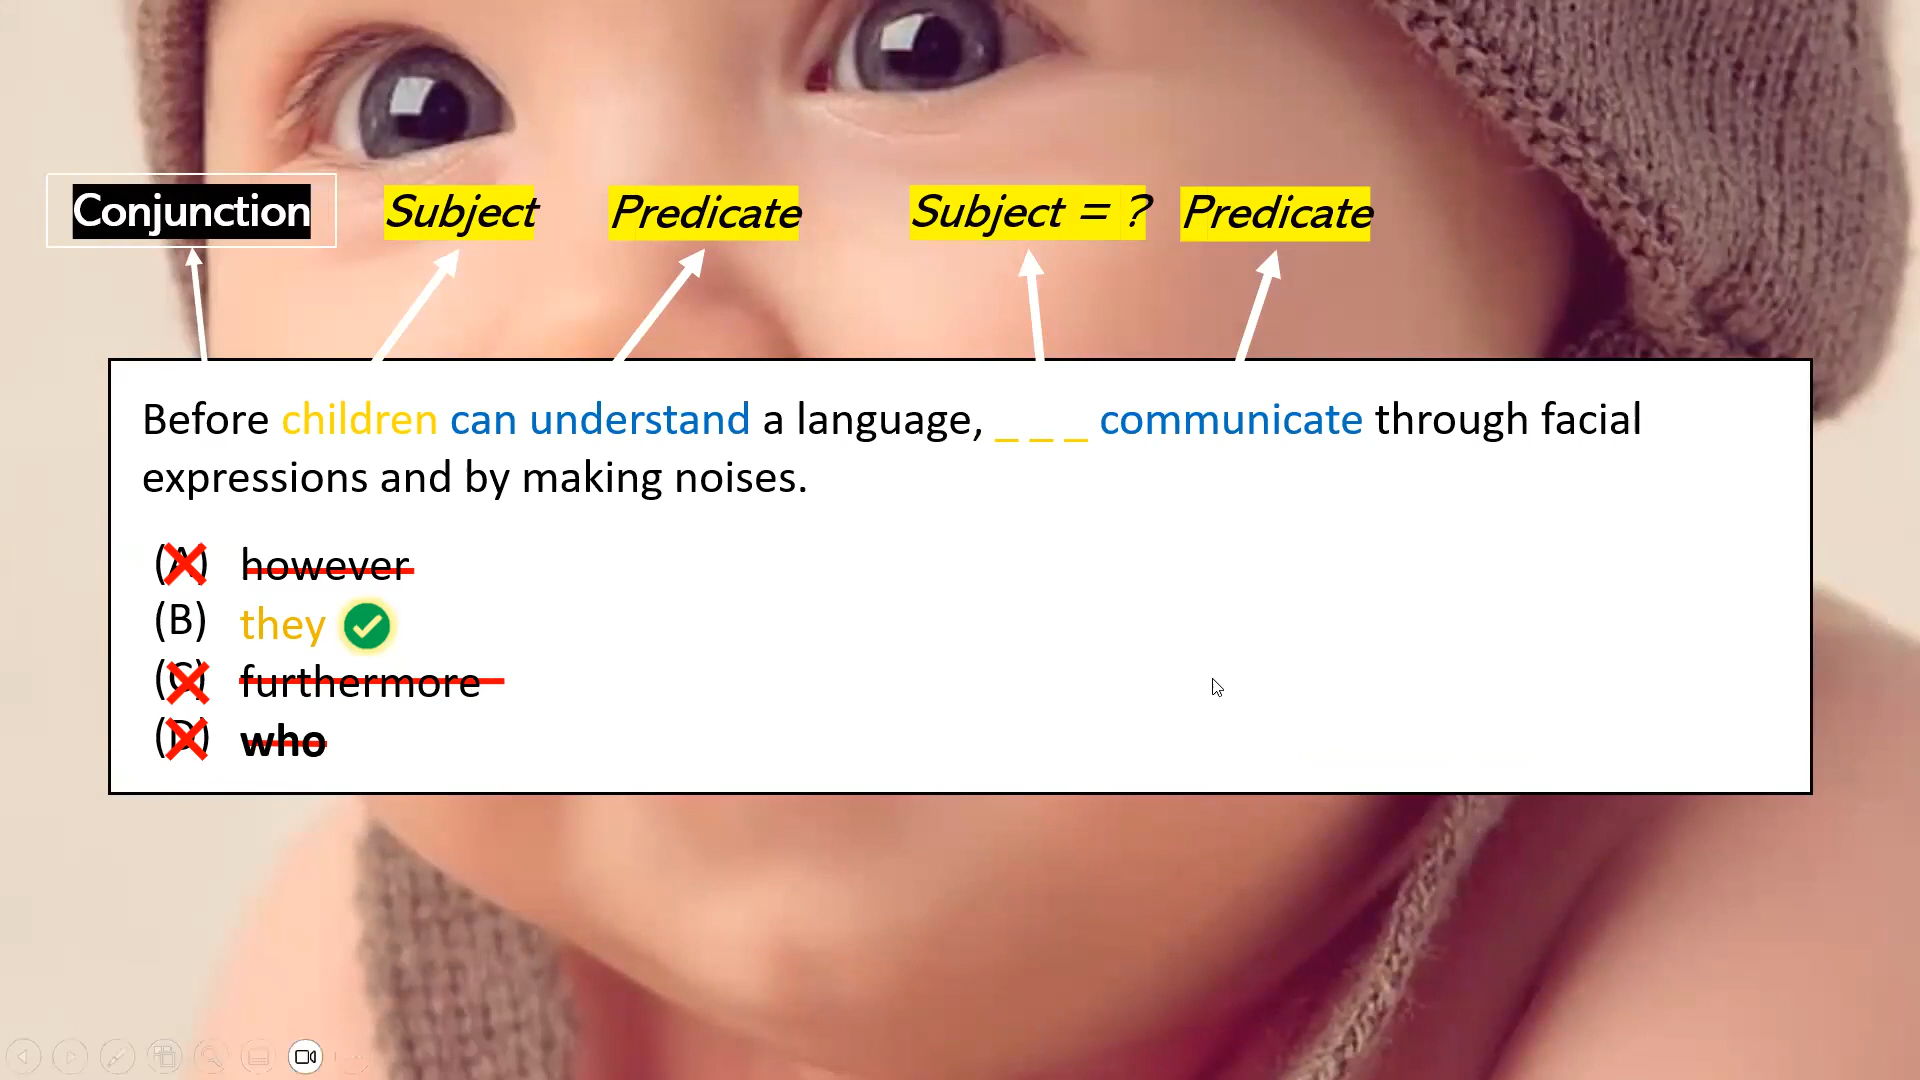 Conjunction Subject Predicate Subject = ? Predicate
Before children can understand a language, _ _ _ communicate through facial
expressions and by making noises.
(A) however
(B) they
(C) furthermore
(D) who